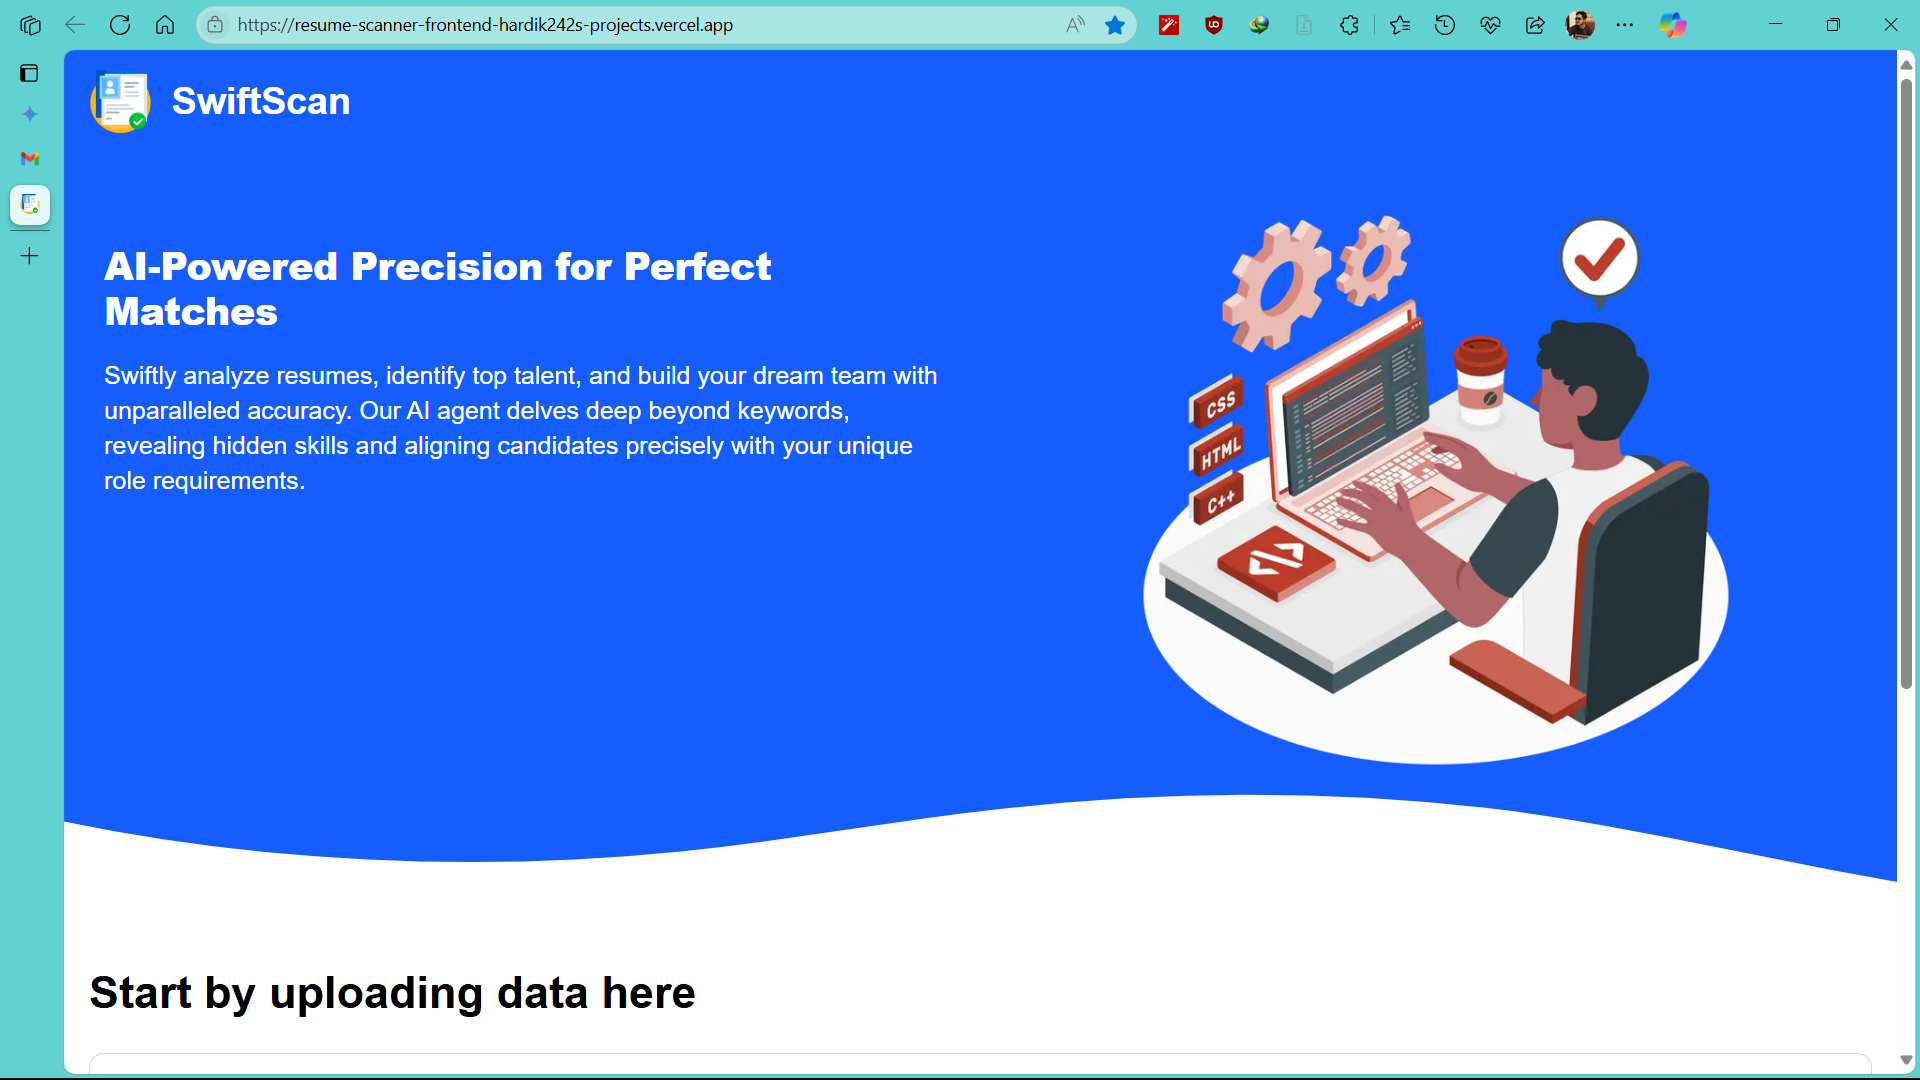 https://resume-scanner-frontend-hardik242s-projects.vercel.app
SwiftScan
AI-Powered Precision for Perfect
Matches
Swiftly analyze resumes, identify top talent, and build your dream team with
unparalleled accuracy. Our AI agent delves deep beyond keywords,
revealing hidden skills and aligning candidates precisely with your unique
role requirements.
CSS
HTML
C++
</>
Start by uploading data here